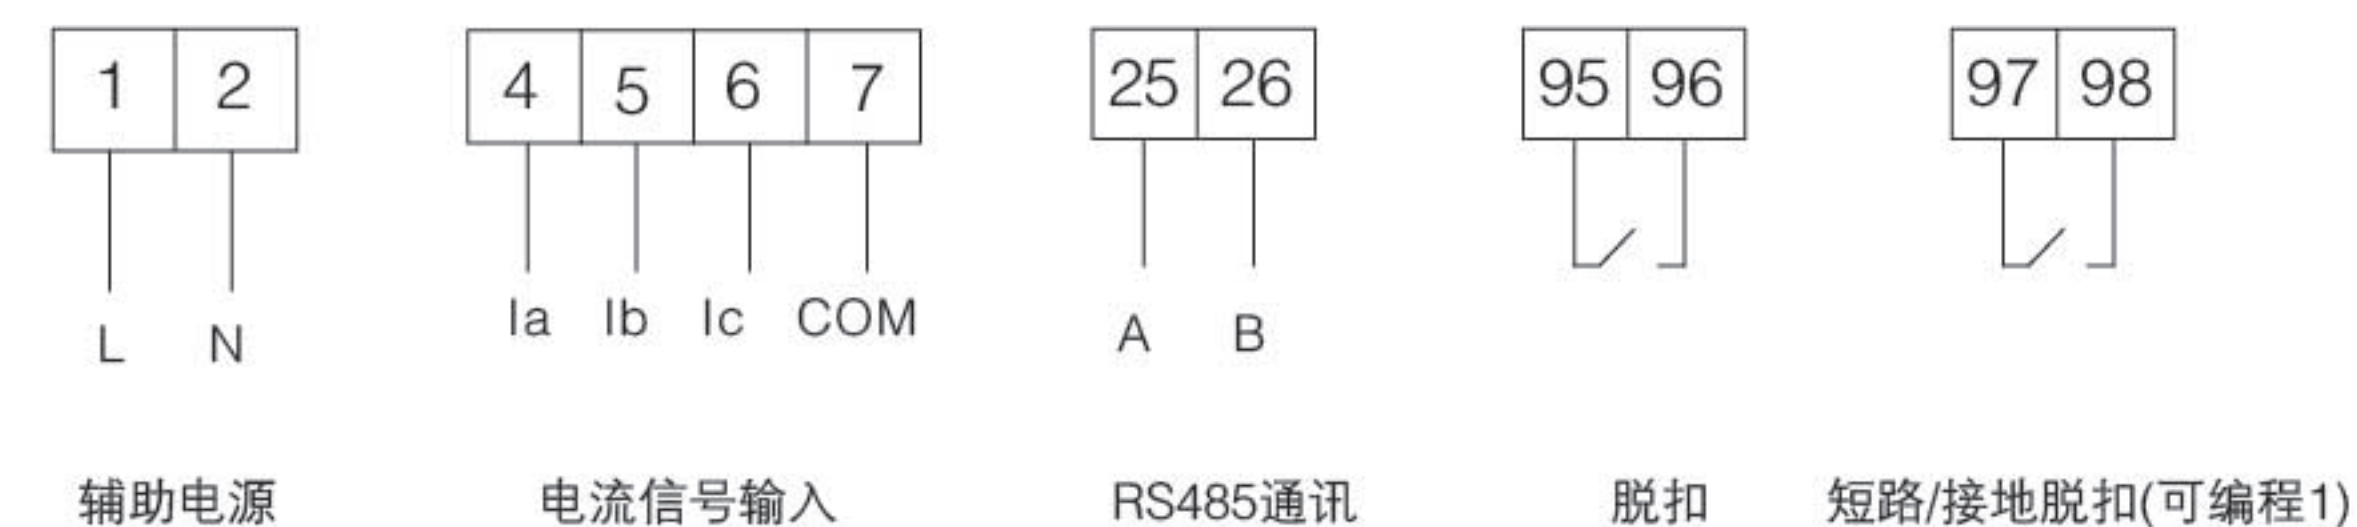 1 2 4 5 6 7 25 26 95 96 97 98
L N Ia Ib Ic COM A B
辅助电源 电流信号输入 RS485通讯 脱扣 短路/接地脱扣(可编程1)